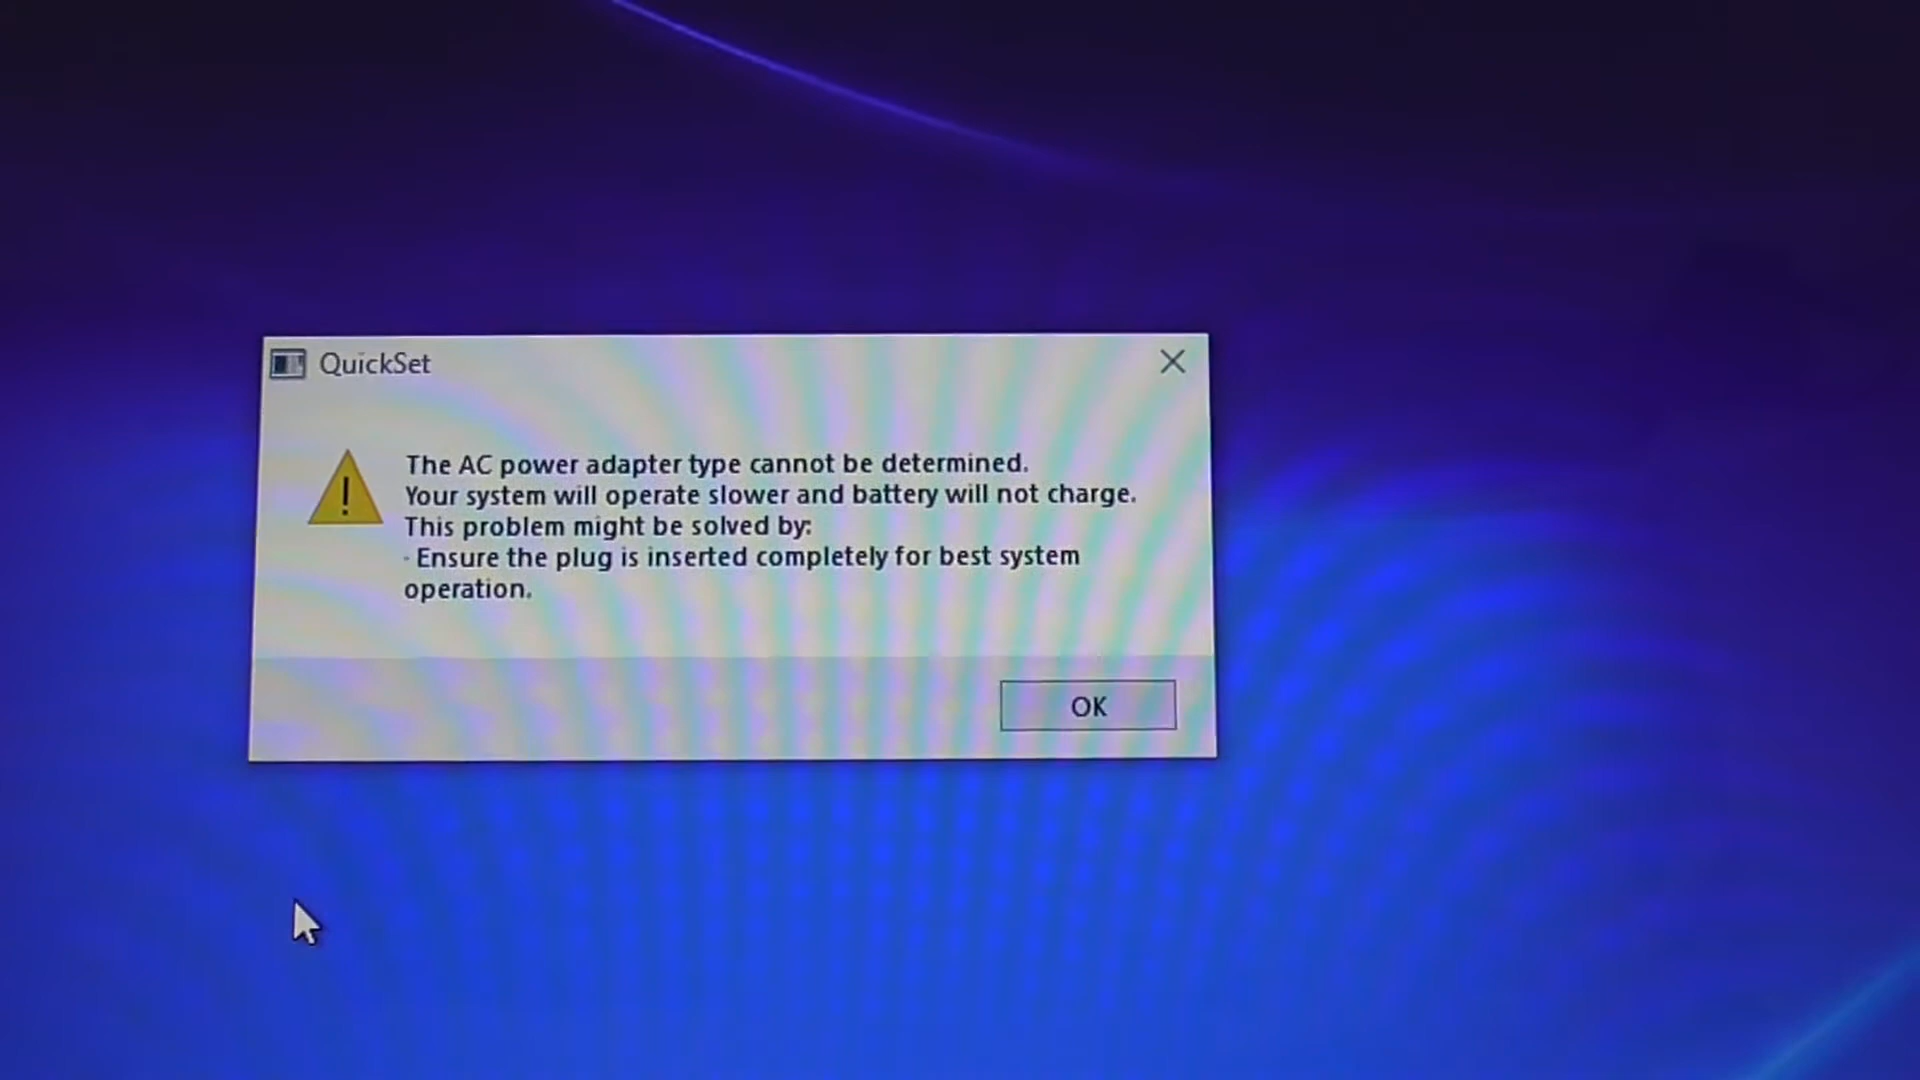 QuickSet
The AC power adapter type cannot be determined.
Your system will operate slower and battery will not charge.
This problem might be solved by:
· Ensure the plug is inserted completely for best system
operation.
OK